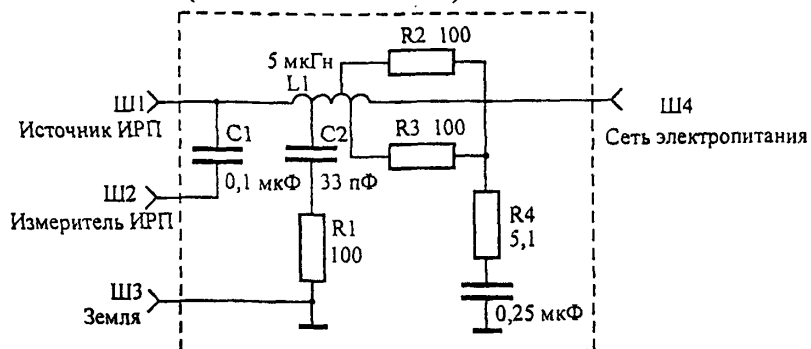 R2 100
5 мкГн
L1
Ш1
Источник ИРП
C1
C2
R3 100
Ш4
Сеть электропитания
0,1 мкФ
33 пФ
Ш2
Измеритель ИРП
R1
100
R4
5,1
Ш3
Земля
0,25 мкФ